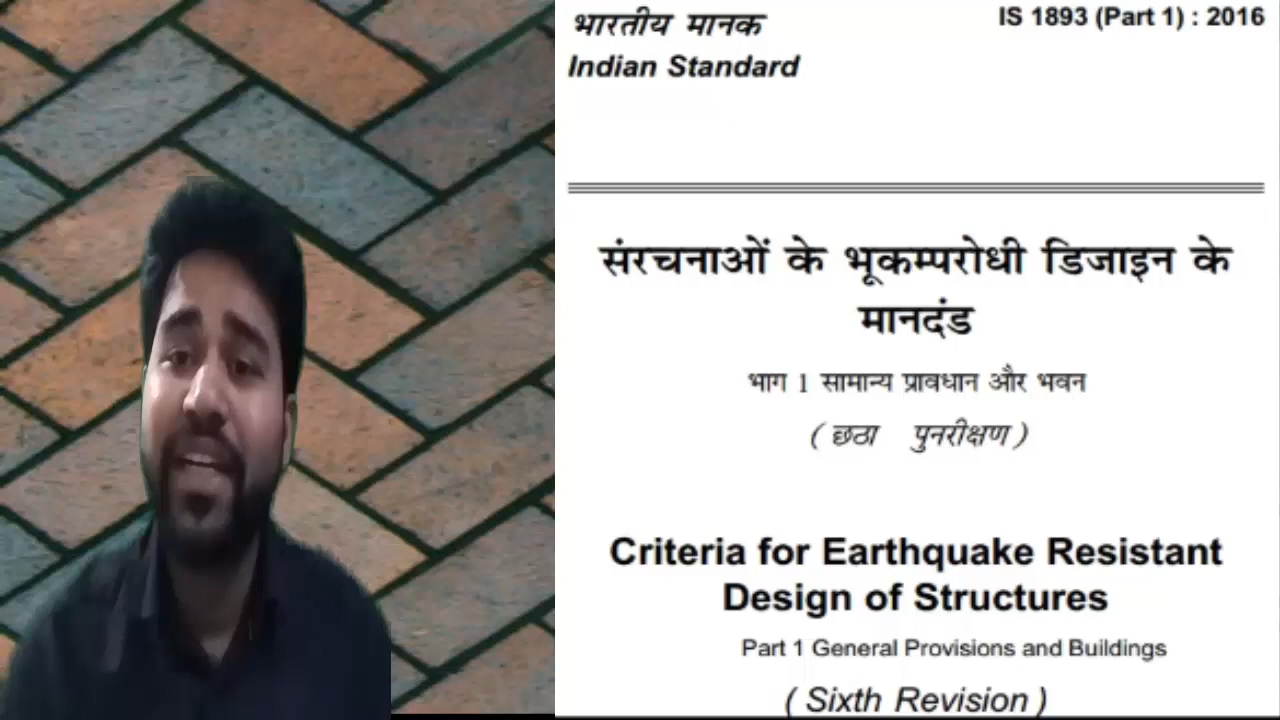 भारतीय मानक
Indian Standard
IS 1893 (Part 1) : 2016
संरचनाओं के भूकम्परोधी डिजाइन के
मानदंड
भाग 1 सामान्य प्रावधान और भवन
( छठा पुनरीक्षण )
Criteria for Earthquake Resistant
Design of Structures
Part 1 General Provisions and Buildings
( Sixth Revision )